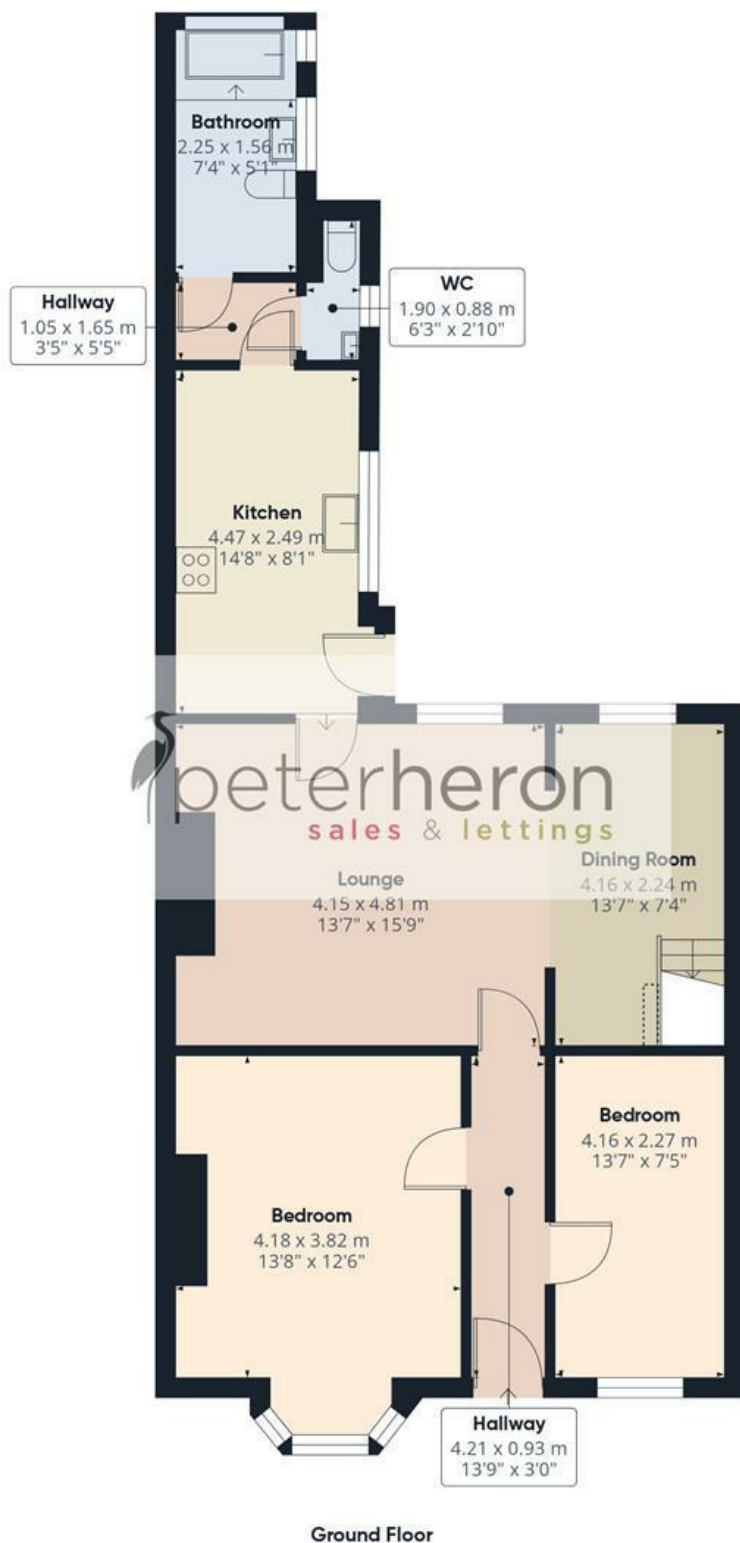 Bathroom
2.25 x 1.56 m
7'4" x 5'1"
Hallway
1.05 x 1.65 m
3'5" x 5'5"
WC
1.90 x 0.88 m
6'3" x 2'10"
Kitchen
4.47 x 2.49 m
14'8" x 8'1"
peterheron
sales & lettings
Lounge
4.15 x 4.81 m
13'7" x 15'9"
Dining Room
4.16 x 2.24 m
13'7" x 7'4"
Bedroom
4.18 x 3.82 m
13'8" x 12'6"
Bedroom
4.16 x 2.27 m
13'7" x 7'5"
Hallway
4.21 x 0.93 m
13'9" x 3'0"
Ground Floor